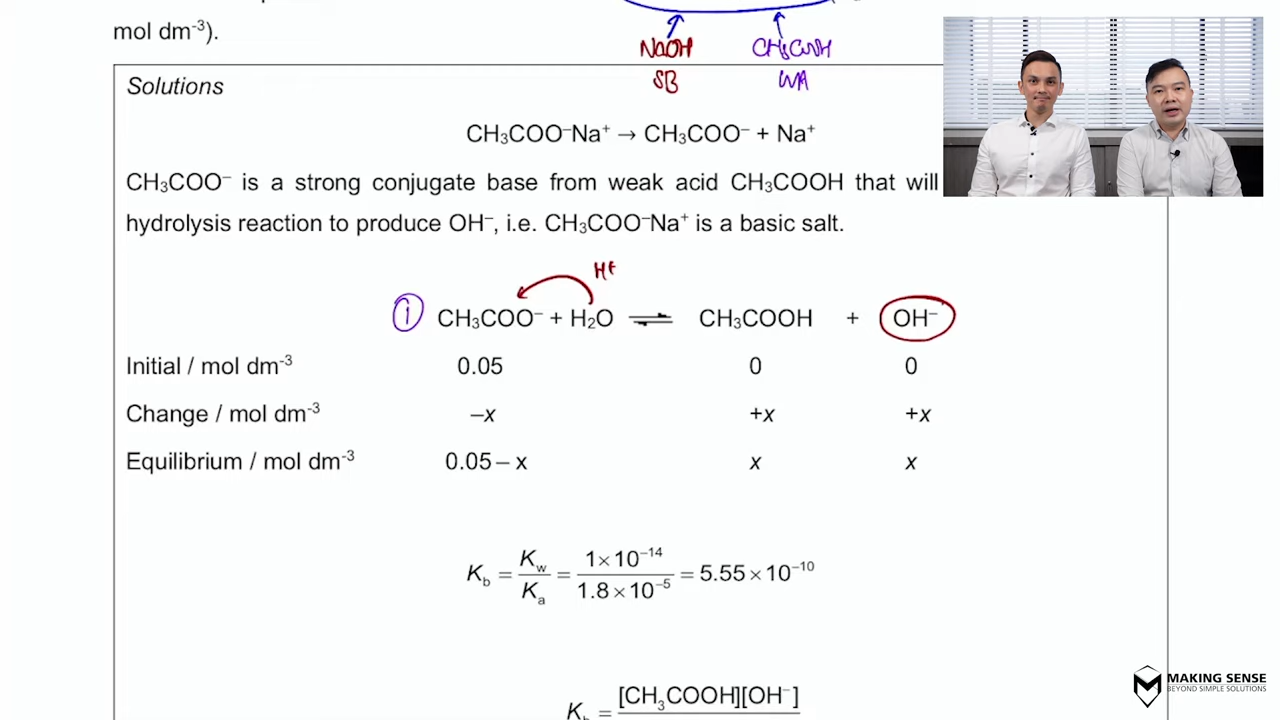 mol dm⁻³).
NaOH
CH₃COOH
SB
WA
Solutions
CH₃COO⁻Na⁺ → CH₃COO⁻ + Na⁺
CH₃COO⁻ is a strong conjugate base from weak acid CH₃COOH that will
hydrolysis reaction to produce OH⁻, i.e. CH₃COO⁻Na⁺ is a basic salt.
H⁺
① CH₃COO⁻ + H₂O ⇌ CH₃COOH + OH⁻
Initial / mol dm⁻³ 0.05 0 0
Change / mol dm⁻³ –x +x +x
Equilibrium / mol dm⁻³ 0.05 – x x x
K_b = K_w / K_a = 1×10⁻¹⁴ / 1.8×10⁻⁵ = 5.55×10⁻¹⁰
[CH₃COOH][OH⁻]
K_b =
MAKING SENSE
BEYOND SIMPLE SOLUTIONS